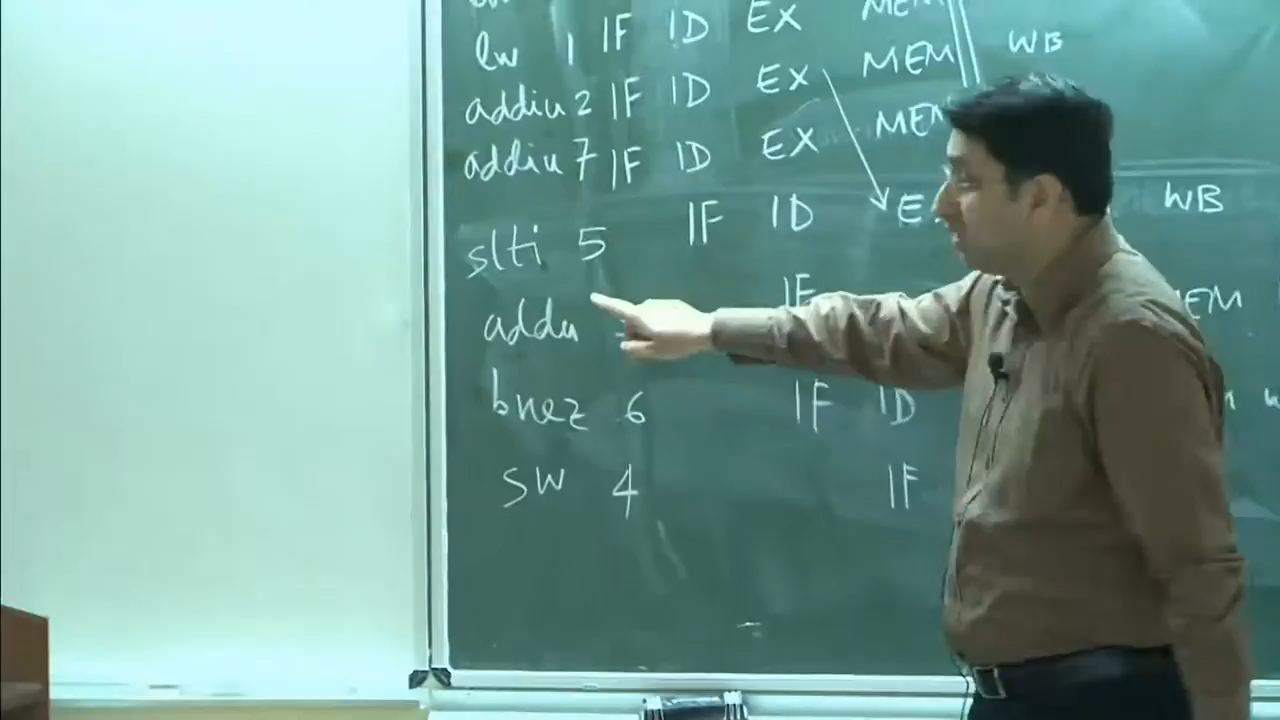 lw 1 IF ID EX MEM
addiu 2 IF ID EX MEM WB
addiu 7 IF ID EX MEM
slti 5 IF ID WB
addu IF MEM
bnez 6 IF ID
SW 4 IF